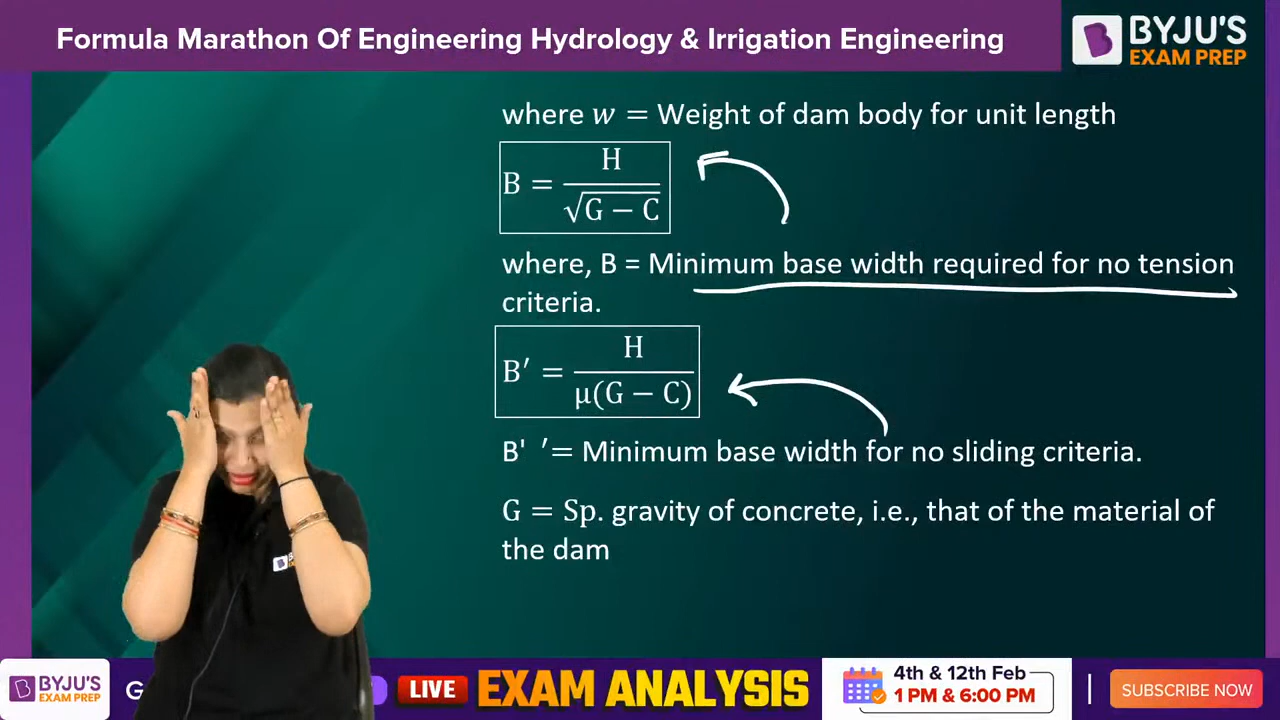 Formula Marathon Of Engineering Hydrology & Irrigation Engineering
BYJU'S
EXAM PREP
where w = Weight of dam body for unit length
B = H / √(G − C)
where, B = Minimum base width required for no tension
criteria.
B′ = H / μ(G − C)
B' ′= Minimum base width for no sliding criteria.
G = Sp. gravity of concrete, i.e., that of the material of
the dam
BYJU'S
EXAM PREP
G
LIVE
EXAM ANALYSIS
4th & 12th Feb
1 PM & 6:00 PM
SUBSCRIBE NOW